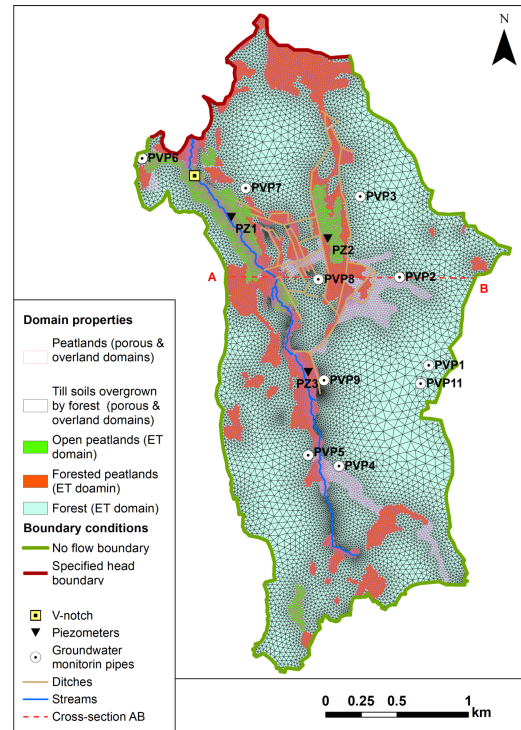 N
PVP6
PVP7
PVP3
PZ1
PZ2
A
PVP8
PVP2
B
PVP1
PZ3
PVP9
PVP11
PVP5
PVP4
Domain properties
Peatlands (porous &
overland domains)
Till soils overgrown
by forest (porous &
overland domains)
Open peatlands (ET
domain)
Forested peatlands
(ET doamin)
Forest (ET domain)
Boundary conditions
No flow boundary
Specified head
boundary
V-notch
Piezometers
Groundwater
monitorin pipes
Ditches
Streams
Cross-section AB
0 0.25 0.5 1
km